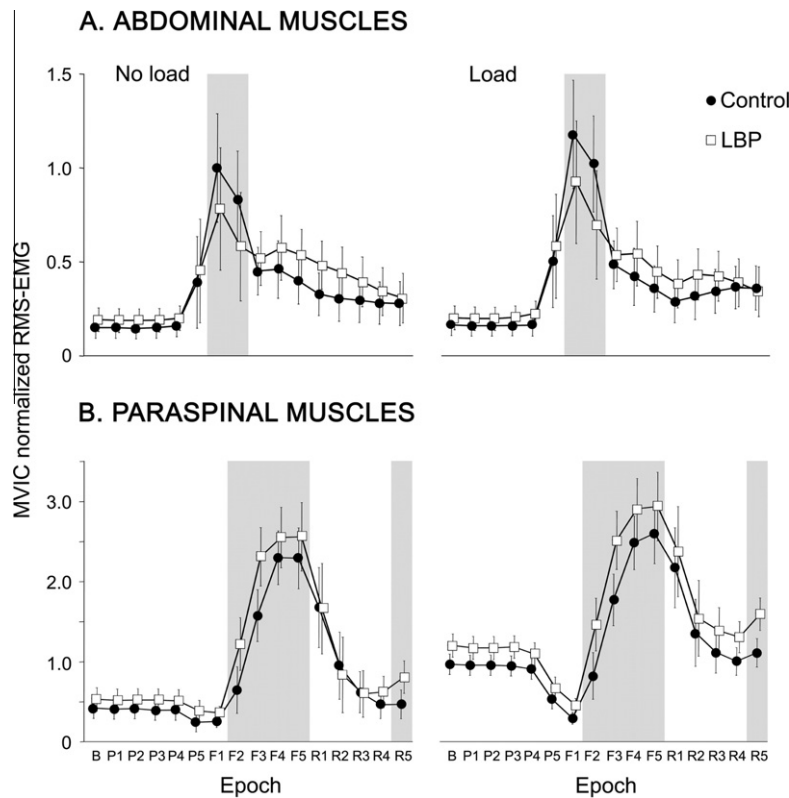 A. ABDOMINAL MUSCLES
No load
Load
Control
LBP
1.5
1.0
0.5
0
MVIC normalized RMS-EMG
B. PARASPINAL MUSCLES
3.0
2.0
1.0
0
B P1 P2 P3 P4 P5 F1 F2 F3 F4 F5 R1 R2 R3 R4 R5
B P1 P2 P3 P4 P5 F1 F2 F3 F4 F5 R1 R2 R3 R4 R5
Epoch
Epoch